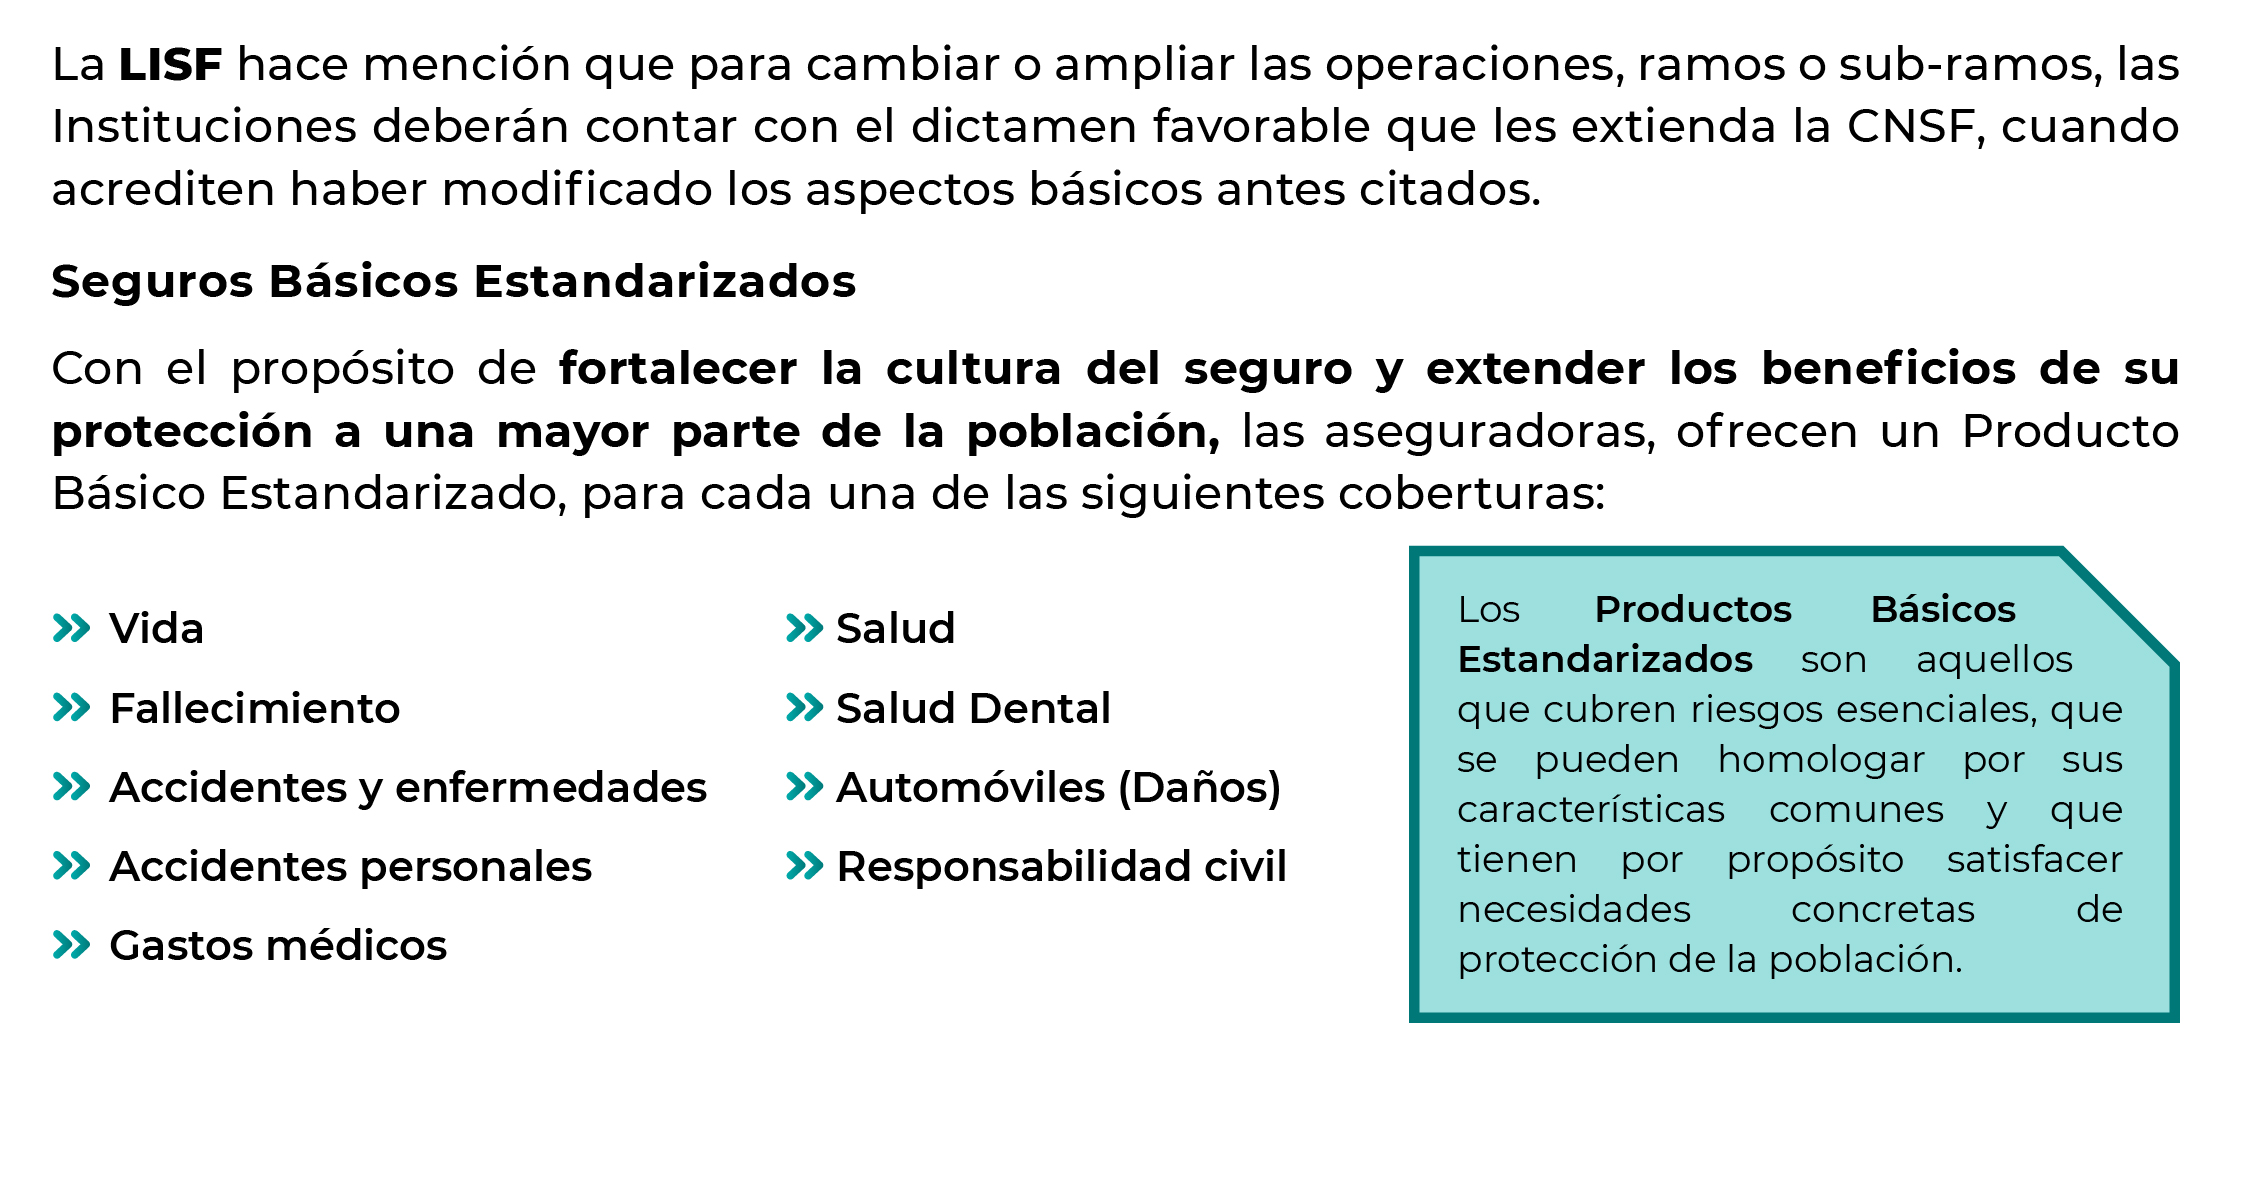 La LISF hace mención que para cambiar o ampliar las operaciones, ramos o sub-ramos, las
Instituciones deberán contar con el dictamen favorable que les extienda la CNSF, cuando
acrediten haber modificado los aspectos básicos antes citados.
Seguros Básicos Estandarizados
Con el propósito de fortalecer la cultura del seguro y extender los beneficios de su
protección a una mayor parte de la población, las aseguradoras, ofrecen un Producto
Básico Estandarizado, para cada una de las siguientes coberturas:
Vida
Fallecimiento
Accidentes y enfermedades
Accidentes personales
Gastos médicos
Salud
Salud Dental
Automóviles (Daños)
Responsabilidad civil
Los Productos Básicos
Estandarizados son aquellos
que cubren riesgos esenciales, que
se pueden homologar por sus
características comunes y que
tienen por propósito satisfacer
necesidades concretas de
protección de la población.